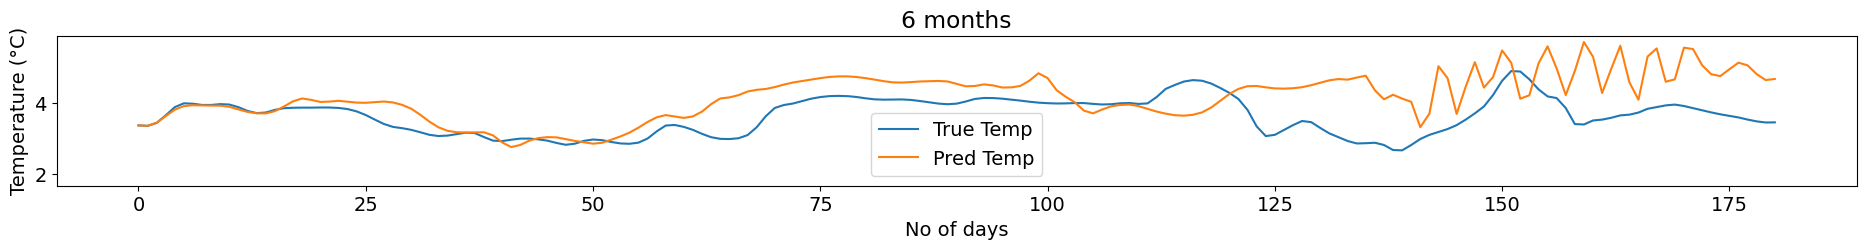 6 months
Temperature (°C)
4
2
True Temp
Pred Temp
0 25 50 75 100 125 150 175
No of days